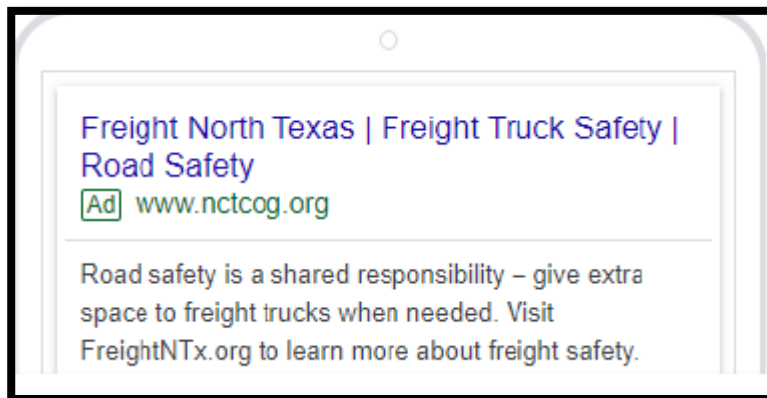 Freight North Texas | Freight Truck Safety |
Road Safety
Ad www.nctcog.org
Road safety is a shared responsibility – give extra
space to freight trucks when needed. Visit
FreightNTx.org to learn more about freight safety.